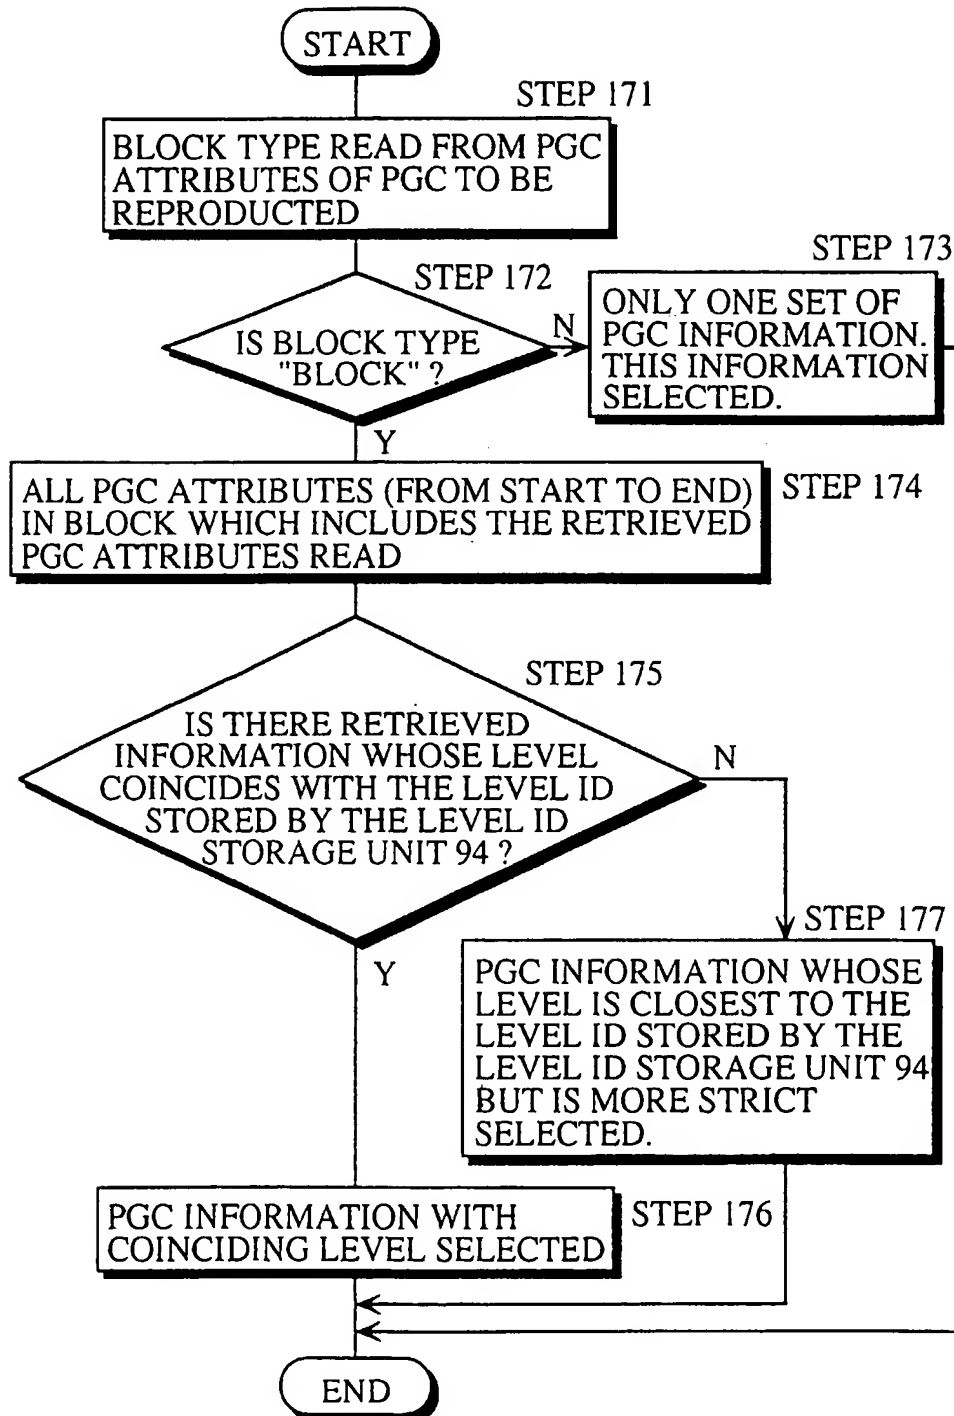 START
STEP 171
BLOCK TYPE READ FROM PGC
ATTRIBUTES OF PGC TO BE
REPRODUCTED
STEP 172
IS BLOCK TYPE
"BLOCK" ?
N
STEP 173
ONLY ONE SET OF
PGC INFORMATION.
THIS INFORMATION
SELECTED.
Y
STEP 174
ALL PGC ATTRIBUTES (FROM START TO END)
IN BLOCK WHICH INCLUDES THE RETRIEVED
PGC ATTRIBUTES READ
STEP 175
IS THERE RETRIEVED
INFORMATION WHOSE LEVEL
COINCIDES WITH THE LEVEL ID
STORED BY THE LEVEL ID
STORAGE UNIT 94 ?
N
STEP 177
PGC INFORMATION WHOSE
LEVEL IS CLOSEST TO THE
LEVEL ID STORED BY THE
LEVEL ID STORAGE UNIT 94
BUT IS MORE STRICT
SELECTED.
Y
STEP 176
PGC INFORMATION WITH
COINCIDING LEVEL SELECTED
END